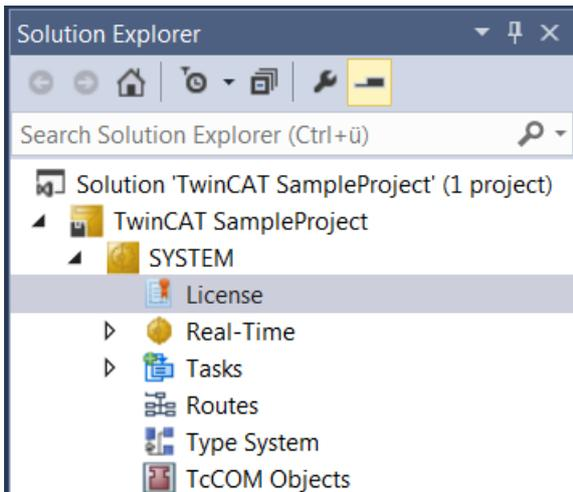 Solution Explorer
Search Solution Explorer (Ctrl+ü)
Solution 'TwinCAT SampleProject' (1 project)
TwinCAT SampleProject
SYSTEM
License
Real-Time
Tasks
Routes
Type System
TcCOM Objects